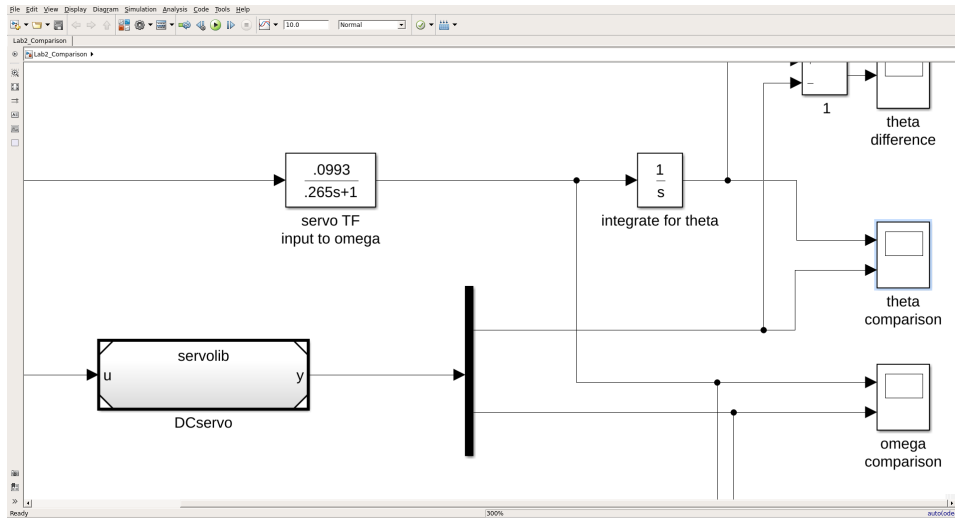 File Edit View Display Diagram Simulation Analysis Code Tools Help
10.0 Normal
Lab2_Comparison
Lab2_Comparison
1
theta
difference
.0993
.265s+1
servo TF
input to omega
1
s
integrate for theta
theta
comparison
servolib
u y
DCservo
omega
comparison
Ready 300%